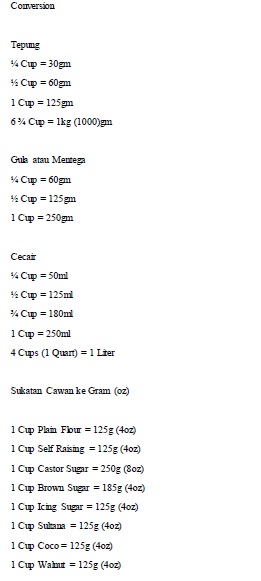 Conversion
Tepung
¼ Cup = 30gm
½ Cup = 60gm
1 Cup = 125gm
6 ¾ Cup = 1kg (1000)gm
Gula atau Mentega
¼ Cup = 60gm
½ Cup = 125gm
1 Cup = 250gm
Cecair
¼ Cup = 50ml
½ Cup = 125ml
¾ Cup = 180ml
1 Cup = 250ml
4 Cups (1 Quart) = 1 Liter
Sukatan Cawan ke Gram (oz)
1 Cup Plain Flour = 125g (4oz)
1 Cup Self Raising = 125g (4oz)
1 Cup Castor Sugar = 250g (8oz)
1 Cup Brown Sugar = 185g (4oz)
1 Cup Icing Sugar = 125g (4oz)
1 Cup Sultana = 125g (4oz)
1 Cup Coco = 125g (4oz)
1 Cup Walnut = 125g (4oz)